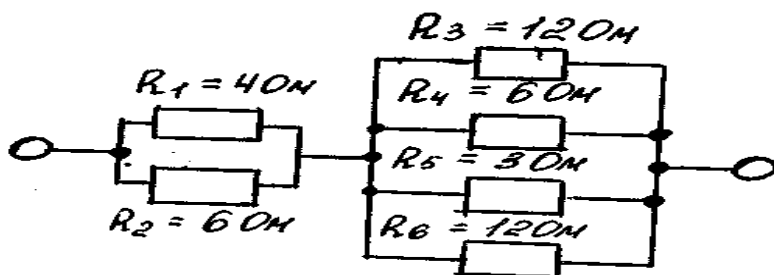 R3 = 12 Ом
R1 = 4 Ом
R4 = 6 Ом
R5 = 3 Ом
R2 = 6 Ом
R6 = 12 Ом